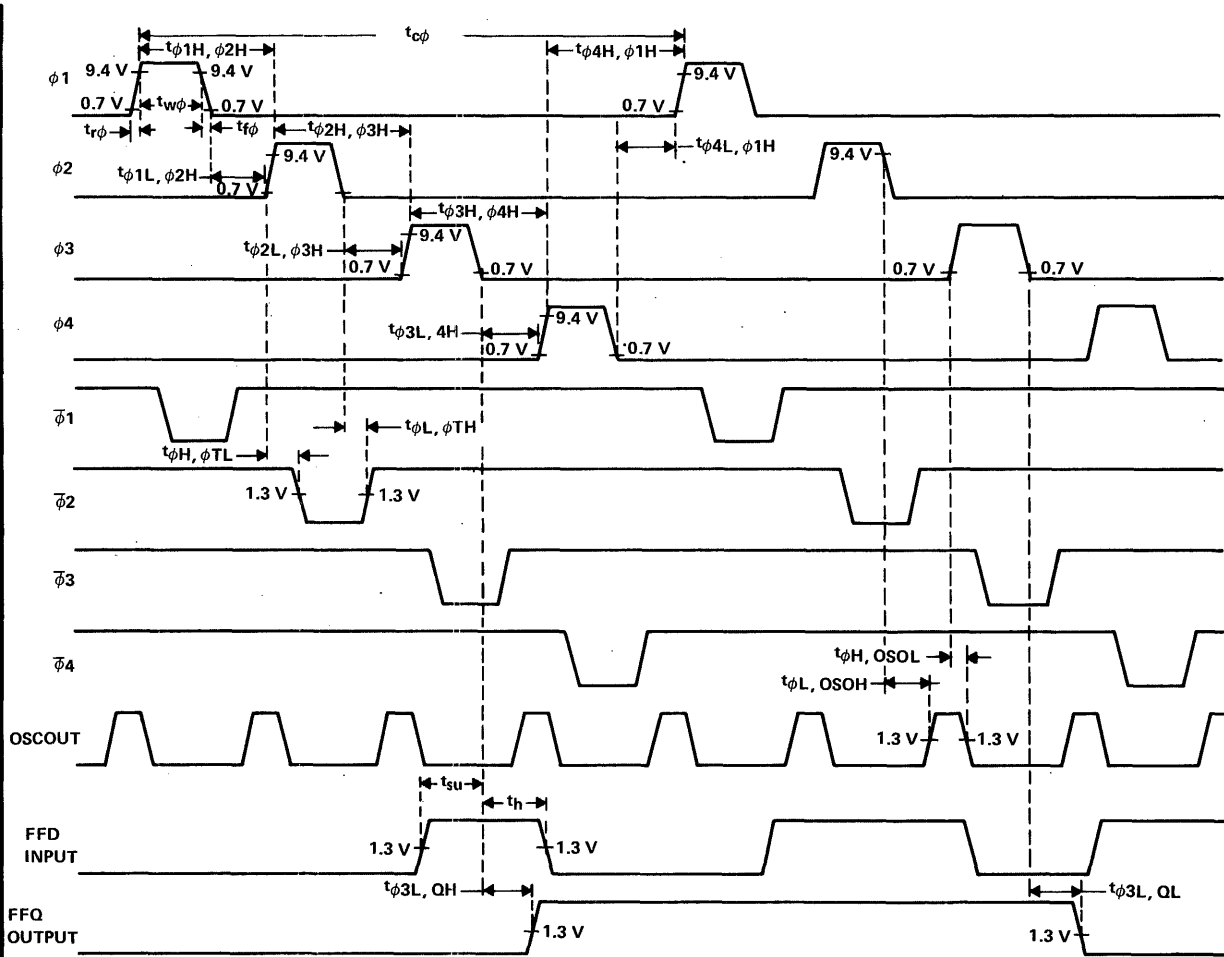 tcφ
tφ1H, φ2H
tφ4H, φ1H
φ1
9.4 V
9.4 V
9.4 V
0.7 V
twφ
0.7 V
0.7 V
trφ
tfφ
tφ2H, φ3H
tφ4L, φ1H
φ2
9.4 V
9.4 V
tφ1L, φ2H
0.7 V
tφ3H, φ4H
φ3
9.4 V
tφ2L, φ3H
0.7 V
0.7 V
0.7 V
0.7 V
φ4
9.4 V
tφ3L, 4H
0.7 V
0.7 V
φ̅1
tφL, φTH
tφH, φTL
φ̅2
1.3 V
1.3 V
φ̅3
φ̅4
tφH, OSOL
tφL, OSOH
OSCOUT
1.3 V
1.3 V
tsu
th
FFD
INPUT
1.3 V
1.3 V
tφ3L, QH
tφ3L, QL
FFQ
OUTPUT
1.3 V
1.3 V